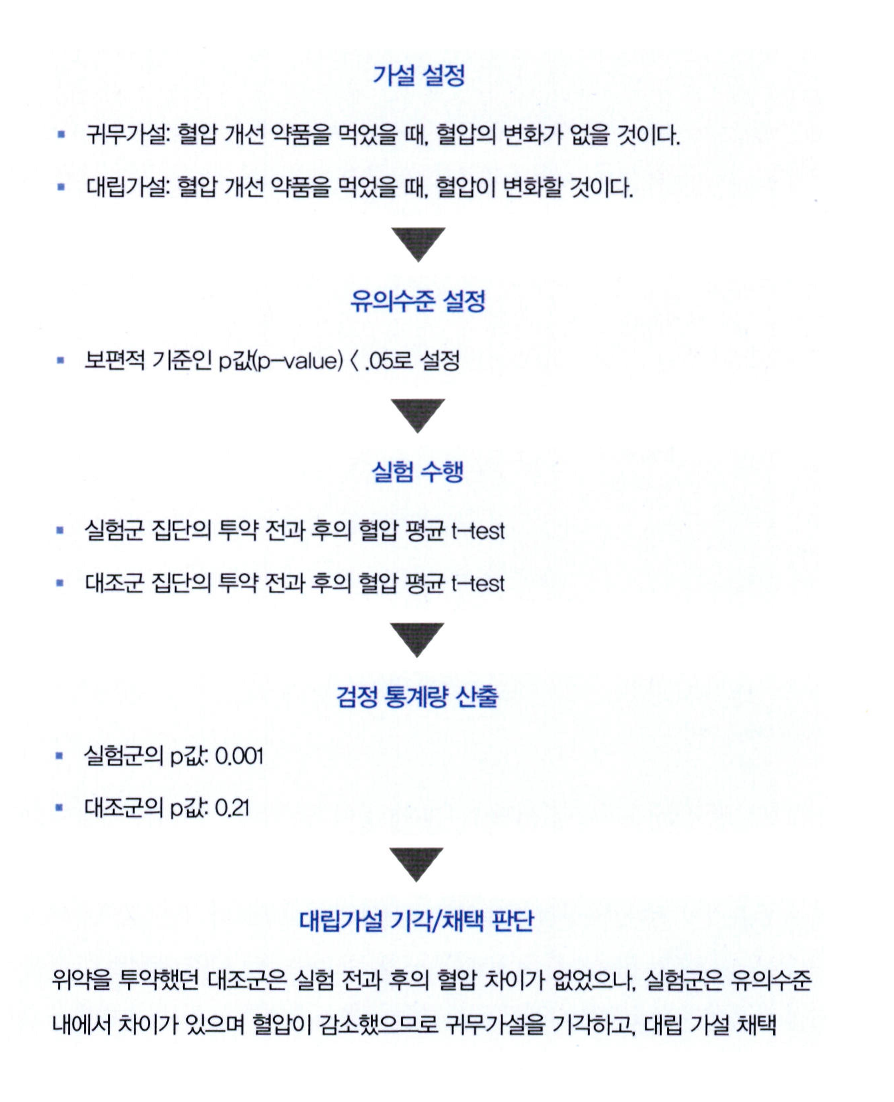 가설 설정
▪ 귀무가설: 혈압 개선 약품을 먹었을 때, 혈압의 변화가 없을 것이다.
▪ 대립가설: 혈압 개선 약품을 먹었을 때, 혈압이 변화할 것이다.
유의수준 설정
▪ 보편적 기준인 p값(p-value) < .05로 설정
실험 수행
▪ 실험군 집단의 투약 전과 후의 혈압 평균 t-test
▪ 대조군 집단의 투약 전과 후의 혈압 평균 t-test
검정 통계량 산출
▪ 실험군의 p값: 0.001
▪ 대조군의 p값: 0.21
대립가설 기각/채택 판단
위약을 투약했던 대조군은 실험 전과 후의 혈압 차이가 없었으나, 실험군은 유의수준
내에서 차이가 있으며 혈압이 감소했으므로 귀무가설을 기각하고, 대립 가설 채택